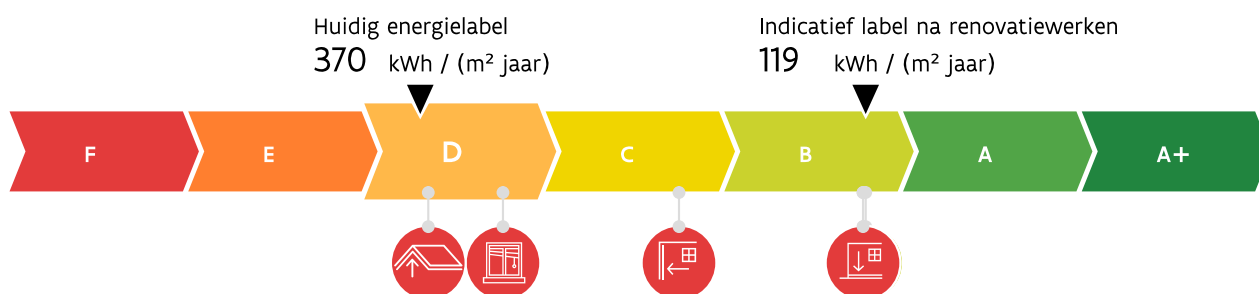 Huidig energielabel
370 kWh / (m² jaar)
Indicatief label na renovatiewerken
119 kWh / (m² jaar)
F E D C B A A+